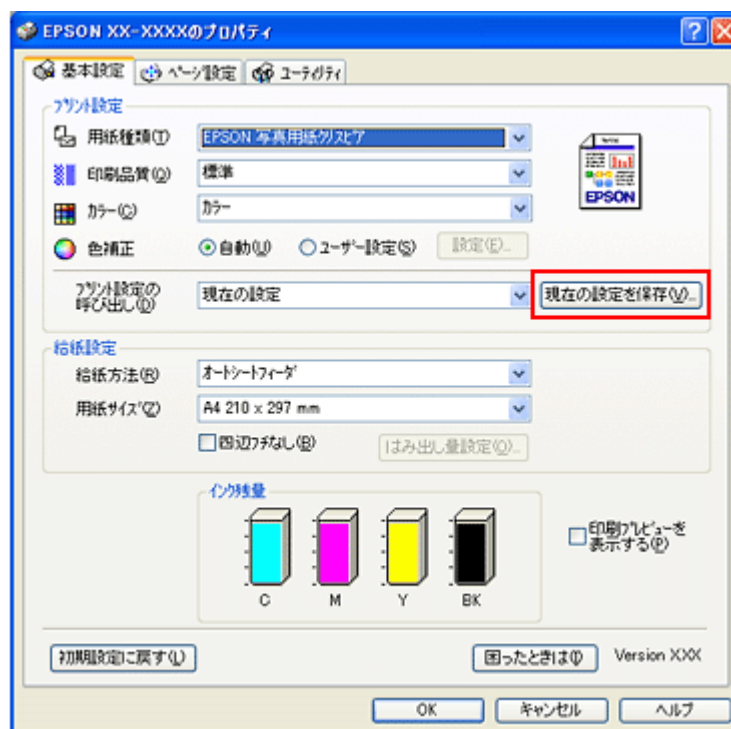 EPSON XX-XXXXのプロパティ
基本設定 ページ設定 ユーティリティ
プリント設定
用紙種類(T) EPSON 写真用紙クリスピア
印刷品質(Q) 標準
カラー(C) カラー
EPSON
色補正 自動(U) ユーザー設定(S) 設定(E)...
プリント設定の
呼び出し(D) 現在の設定 現在の設定を保存(V)...
給紙設定
給紙方法(R) オートシートフィーダ
用紙サイズ(Z) A4 210 x 297 mm
四辺フチなし(B) はみ出し量設定(O)...
インク残量
C M Y BK
印刷プレビューを
表示する(P)
初期設定に戻す(L) 困ったときは(I) Version XXX
OK キャンセル ヘルプ